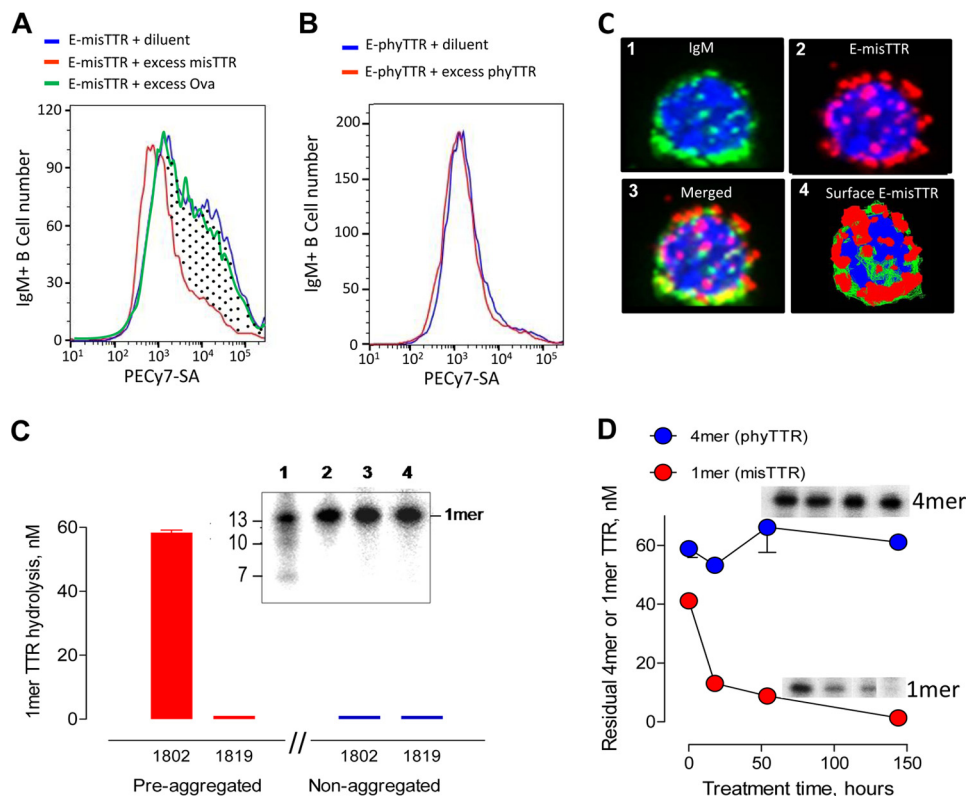 A
E-misTTR + diluent
E-misTTR + excess misTTR
E-misTTR + excess Ova
120
90
60
30
0
IgM+ B Cell number
10¹ 10² 10³ 10⁴ 10⁵
PECy7-SA
B
E-phyTTR + diluent
E-phyTTR + excess phyTTR
200
150
100
50
0
IgM+ B Cell number
10¹ 10² 10³ 10⁴ 10⁵
PECy7-SA
C
1 IgM
2 E-misTTR
3 Merged
4 Surface E-misTTR
C
1 2 3 4
13
10
7
1mer
60
40
20
0
1mer TTR hydrolysis, nM
1802 1819 // 1802 1819
Pre-aggregated Non-aggregated
D
4mer (phyTTR)
1mer (misTTR)
4mer
1mer
60
40
20
0
Residual 4mer or 1mer TTR, nM
0 50 100 150
Treatment time, hours